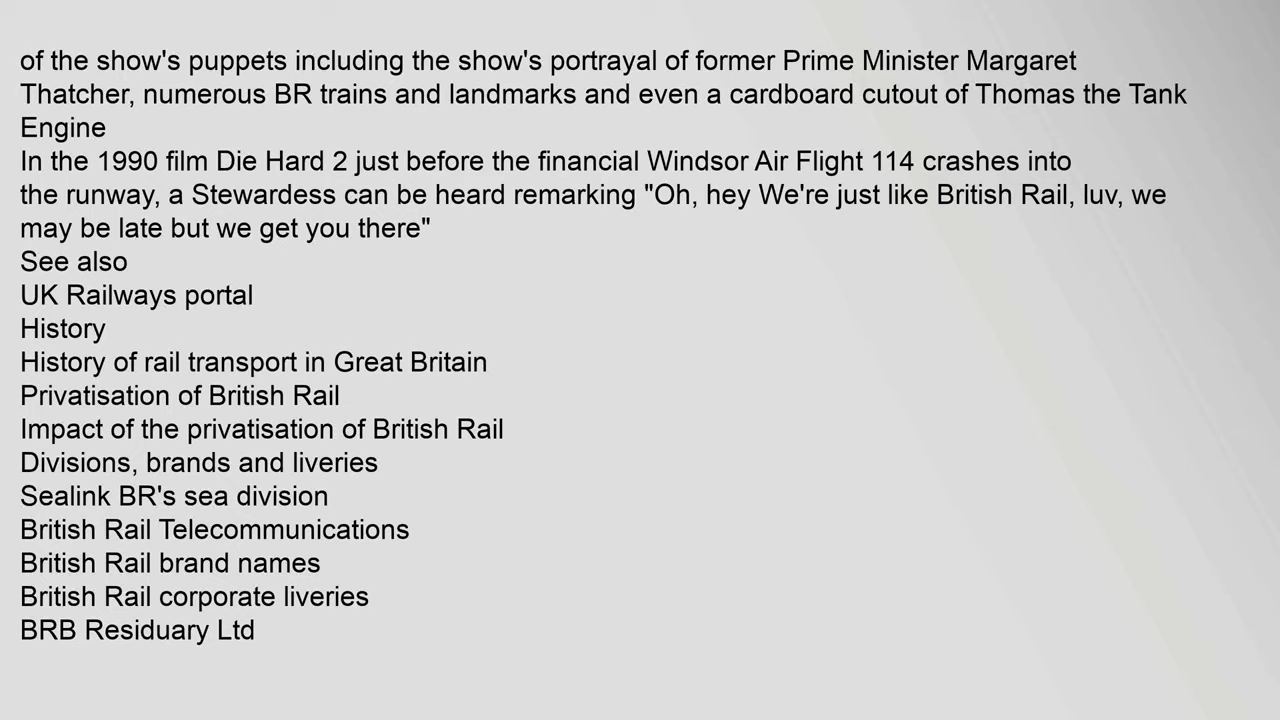 of the show's puppets including the show's portrayal of former Prime Minister Margaret
Thatcher, numerous BR trains and landmarks and even a cardboard cutout of Thomas the Tank
Engine
In the 1990 film Die Hard 2 just before the financial Windsor Air Flight 114 crashes into
the runway, a Stewardess can be heard remarking "Oh, hey We're just like British Rail, luv, we
may be late but we get you there"
See also
UK Railways portal
History
History of rail transport in Great Britain
Privatisation of British Rail
Impact of the privatisation of British Rail
Divisions, brands and liveries
Sealink BR's sea division
British Rail Telecommunications
British Rail brand names
British Rail corporate liveries
BRB Residuary Ltd